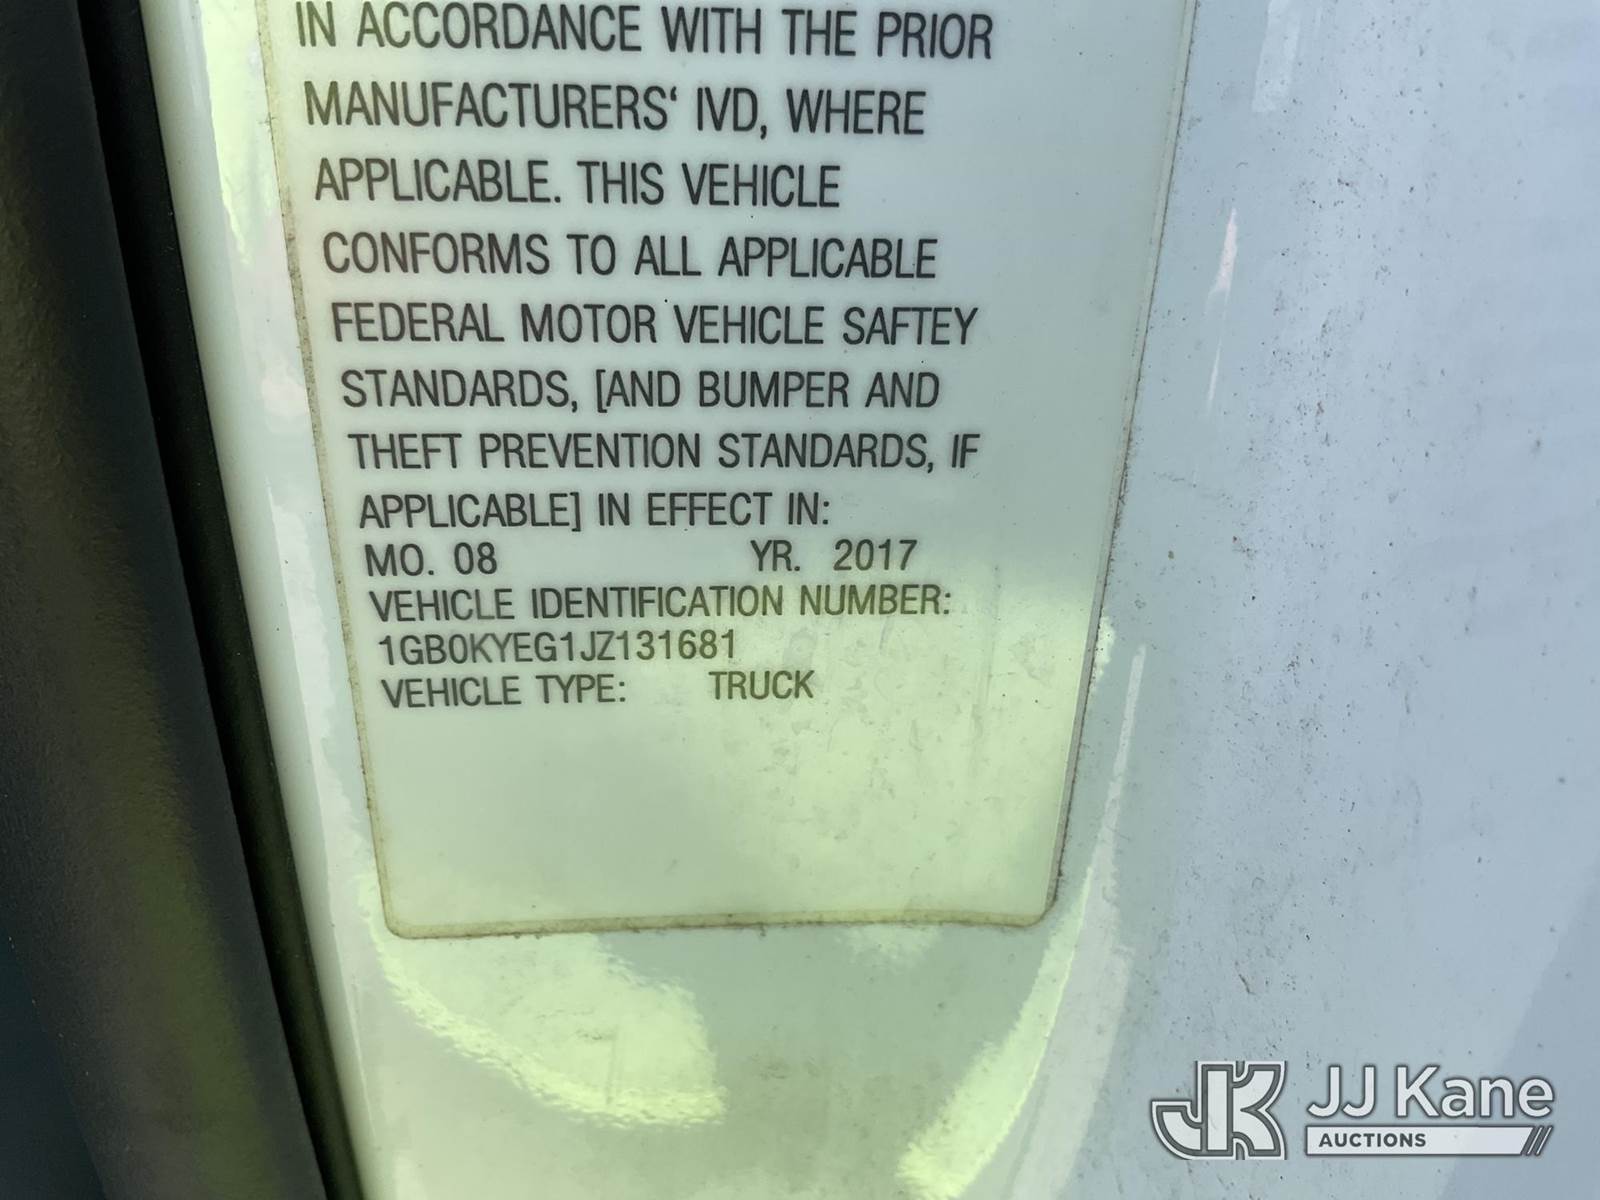 IN ACCORDANCE WITH THE PRIOR
MANUFACTURERS‘ IVD, WHERE
APPLICABLE. THIS VEHICLE
CONFORMS TO ALL APPLICABLE
FEDERAL MOTOR VEHICLE SAFTEY
STANDARDS, [AND BUMPER AND
THEFT PREVENTION STANDARDS, IF
APPLICABLE] IN EFFECT IN:
MO. 08 YR. 2017
VEHICLE IDENTIFICATION NUMBER:
1GB0KYEG1JZ131681
VEHICLE TYPE: TRUCK
JK JJ Kane
AUCTIONS